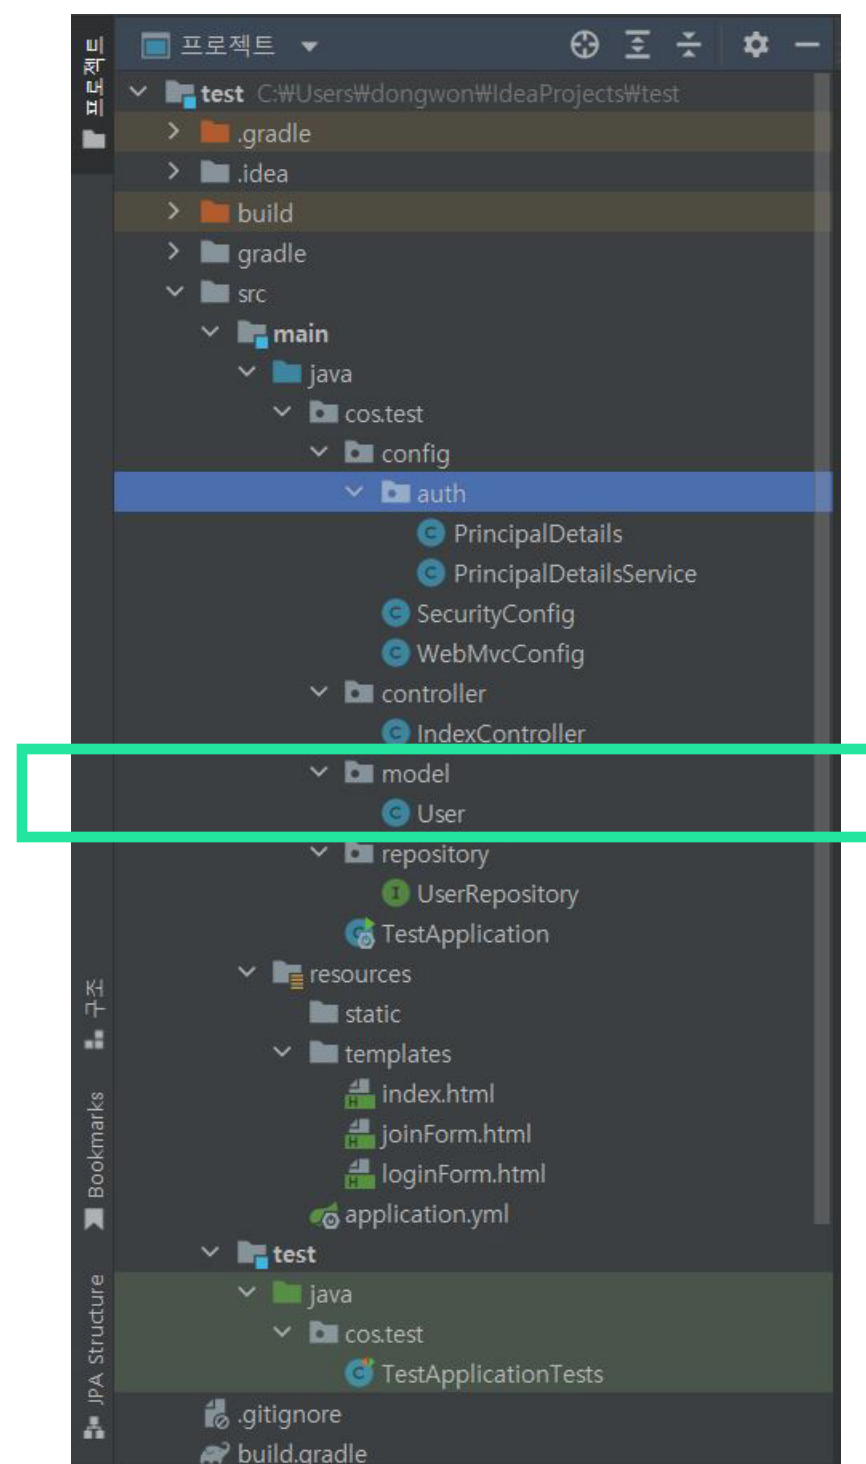 프로젝트
프로젝트
test C:₩Users₩dongwon₩IdeaProjects₩test
.gradle
.idea
build
gradle
src
main
java
cos.test
config
auth
PrincipalDetails
PrincipalDetailsService
SecurityConfig
WebMvcConfig
controller
IndexController
model
User
repository
UserRepository
TestApplication
resources
static
templates
index.html
joinForm.html
loginForm.html
application.yml
test
java
cos.test
TestApplicationTests
.gitignore
build.gradle
구조
Bookmarks
JPA Structure